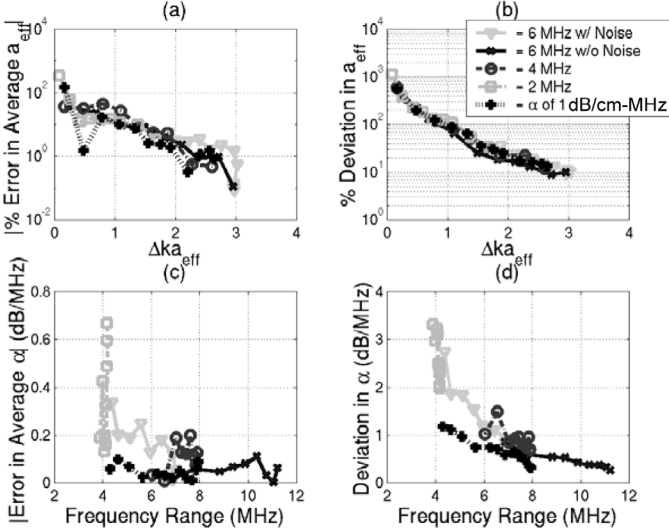 (a)
|% Error in Average a_eff|
10^4
10^2
10^0
10^-2
0 1 2 3 4
Δka_eff
(b)
% Deviation in a_eff
10^4
10^3
10^2
10^1
10^0
0 1 2 3 4
Δka_eff
= 6 MHz w/ Noise
= 6 MHz w/o Noise
= 4 MHz
= 2 MHz
= α of 1dB/cm-MHz
(c)
|Error in Average α| (dB/MHz)
0.8
0.6
0.4
0.2
0
2 4 6 8 10 12
Frequency Range (MHz)
(d)
Deviation in α (dB/MHz)
4
3
2
1
0
2 4 6 8 10 12
Frequency Range (MHz)